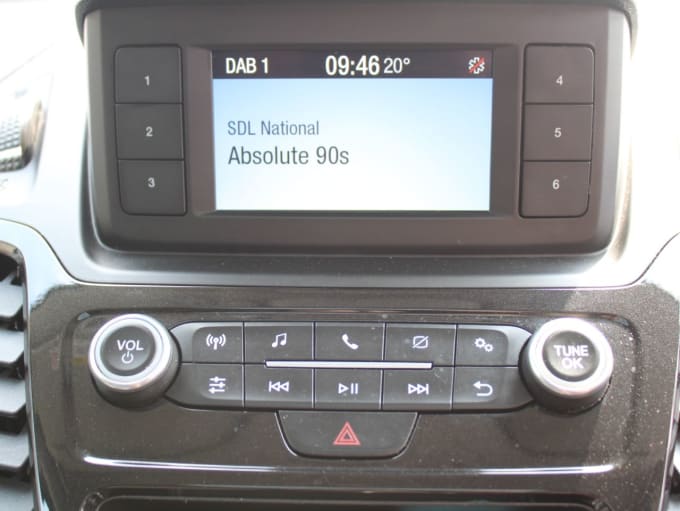 DAB 1 09:46 20°
SDL National
Absolute 90s
1
2
3
4
5
6
VOL
TUNE
OK